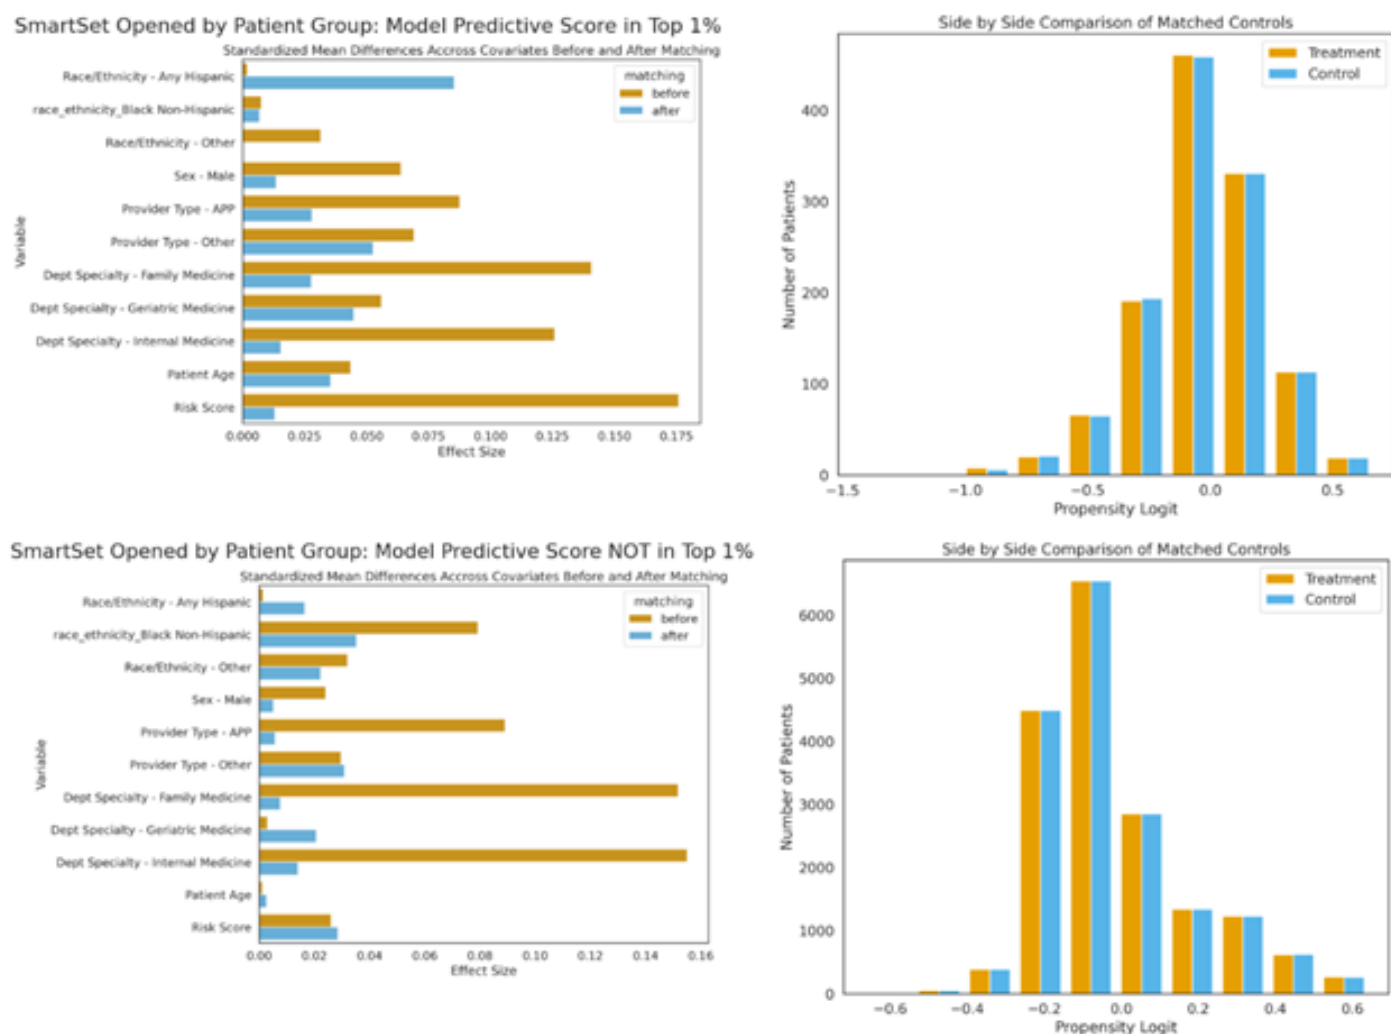 SmartSet Opened by Patient Group: Model Predictive Score in Top 1%
Standardized Mean Differences Accross Covariates Before and After Matching
Race/Ethnicity - Any Hispanic
race_ethnicity_Black Non-Hispanic
Race/Ethnicity - Other
Sex - Male
Provider Type - APP
Provider Type - Other
Dept Specialty - Family Medicine
Dept Specialty - Geriatric Medicine
Dept Specialty - Internal Medicine
Patient Age
Risk Score
Variable
matching
before
after
0.000 0.025 0.050 0.075 0.100 0.125 0.150 0.175
Effect Size
Side by Side Comparison of Matched Controls
Treatment
Control
400
300
200
100
0
Number of Patients
−1.5 −1.0 −0.5 0.0 0.5
Propensity Logit
SmartSet Opened by Patient Group: Model Predictive Score NOT in Top 1%
Standardized Mean Differences Accross Covariates Before and After Matching
Race/Ethnicity - Any Hispanic
race_ethnicity_Black Non-Hispanic
Race/Ethnicity - Other
Sex - Male
Provider Type - APP
Provider Type - Other
Dept Specialty - Family Medicine
Dept Specialty - Geriatric Medicine
Dept Specialty - Internal Medicine
Patient Age
Risk Score
Variable
matching
before
after
0.00 0.02 0.04 0.06 0.08 0.10 0.12 0.14 0.16
Effect Size
Side by Side Comparison of Matched Controls
Treatment
Control
6000
5000
4000
3000
2000
1000
0
Number of Patients
−0.6 −0.4 −0.2 0.0 0.2 0.4 0.6
Propensity Logit